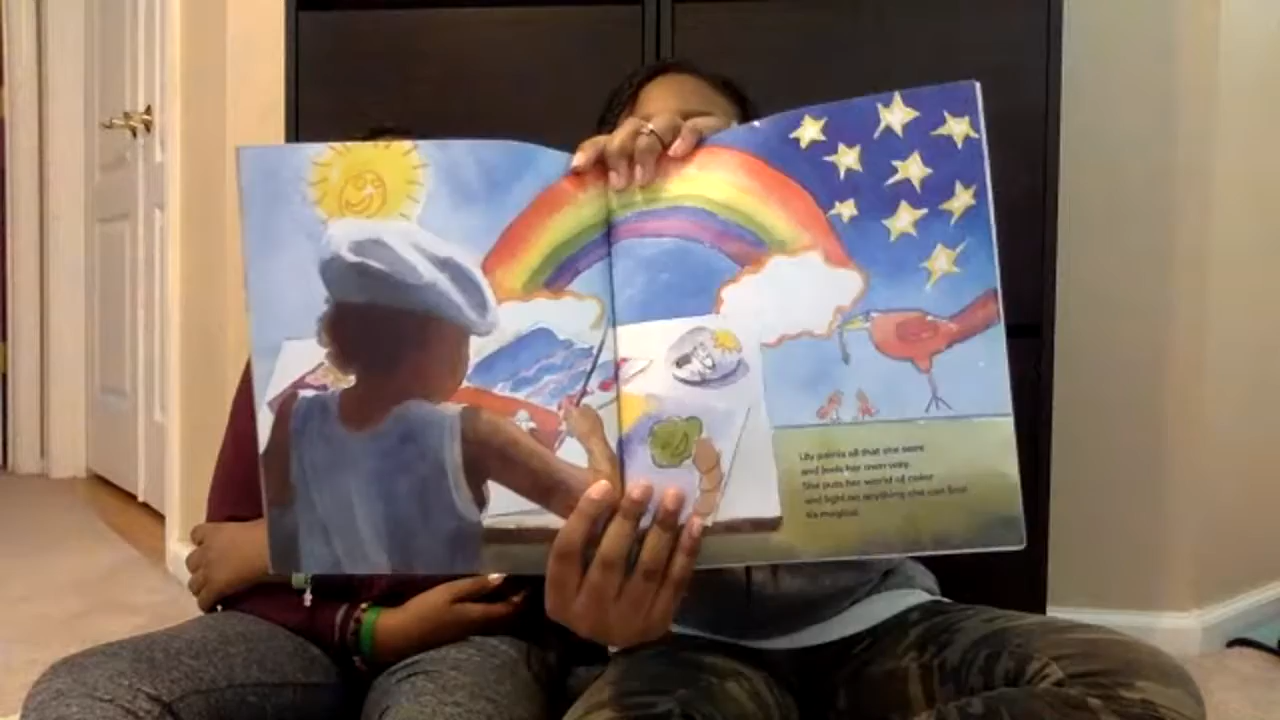 Lily paints all that she sees
and feels her own way.
She puts her world of color
and light on anything she can find.
It's magical.